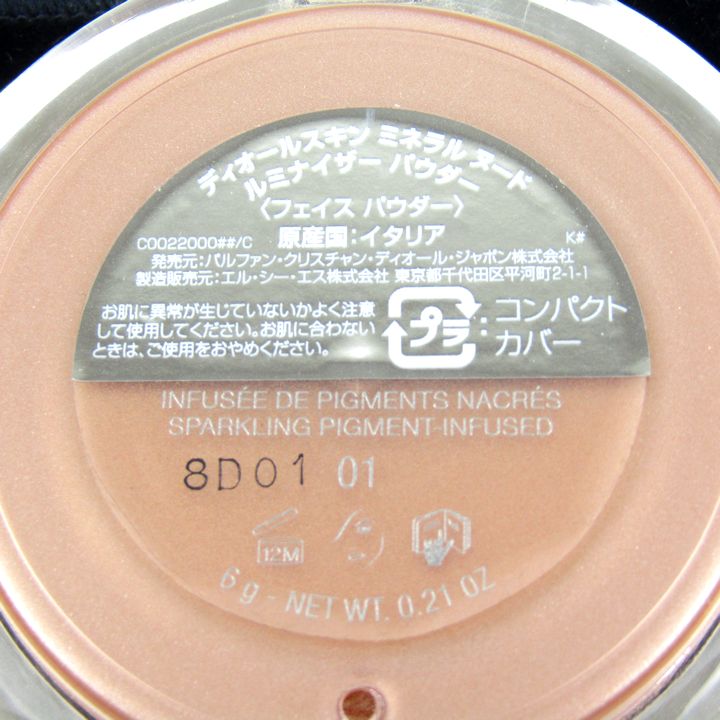 ディオールスキン ミネラル ヌード
ルミナイザー パウダー
〈フェイス パウダー〉
C0022000##/C 原産国:イタリア K#
発売元:パルファン・クリスチャン・ディオール・ジャポン株式会社
製造販売元:エル・シー・エス株式会社 東京都千代田区平河町2-1-1
お肌に異常が生じていないかよく注意
して使用してください。お肌に合わない
ときは、ご使用をおやめください。
プラ :コンパクト
カバー
INFUSÉE DE PIGMENTS NACRÉS
SPARKLING PIGMENT-INFUSED
8D01 01
12M
6 g - NET WT. 0.21 OZ